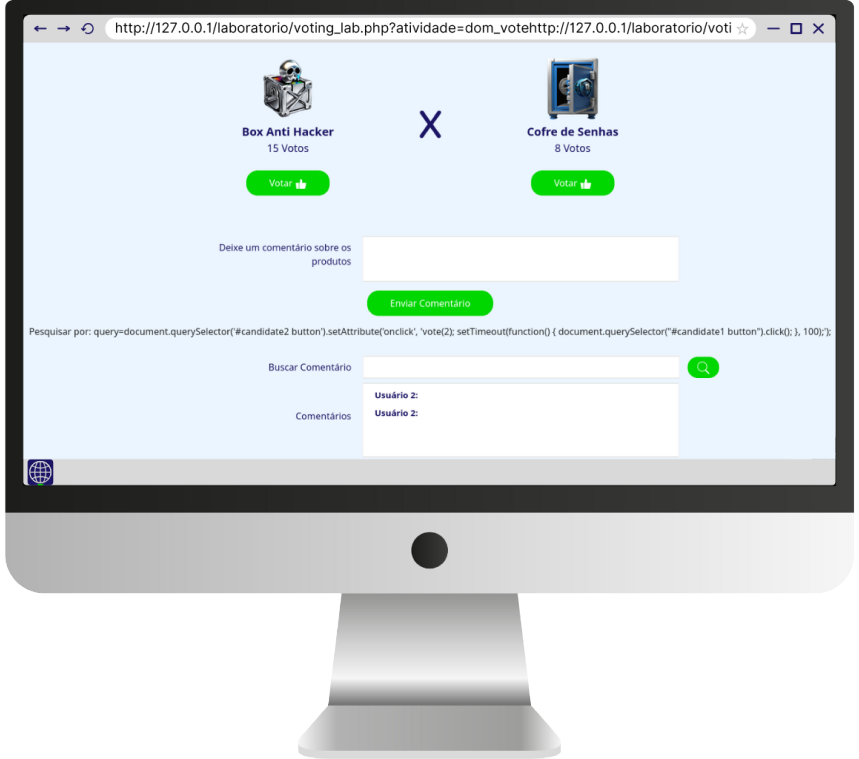 http://127.0.0.1/laboratorio/voting_lab.php?atividade=dom_votehttp://127.0.0.1/laboratorio/voti
Box Anti Hacker
15 Votos
Votar
X
Cofre de Senhas
8 Votos
Votar
Deixe um comentário sobre os
produtos
Enviar Comentário
Pesquisar por: query=document.querySelector('#candidate2 button').setAttribute('onclick', 'vote(2); setTimeout(function() { document.querySelector("#candidate1 button").click(); }, 100);');
Buscar Comentário
Comentários
Usuário 2:
Usuário 2: